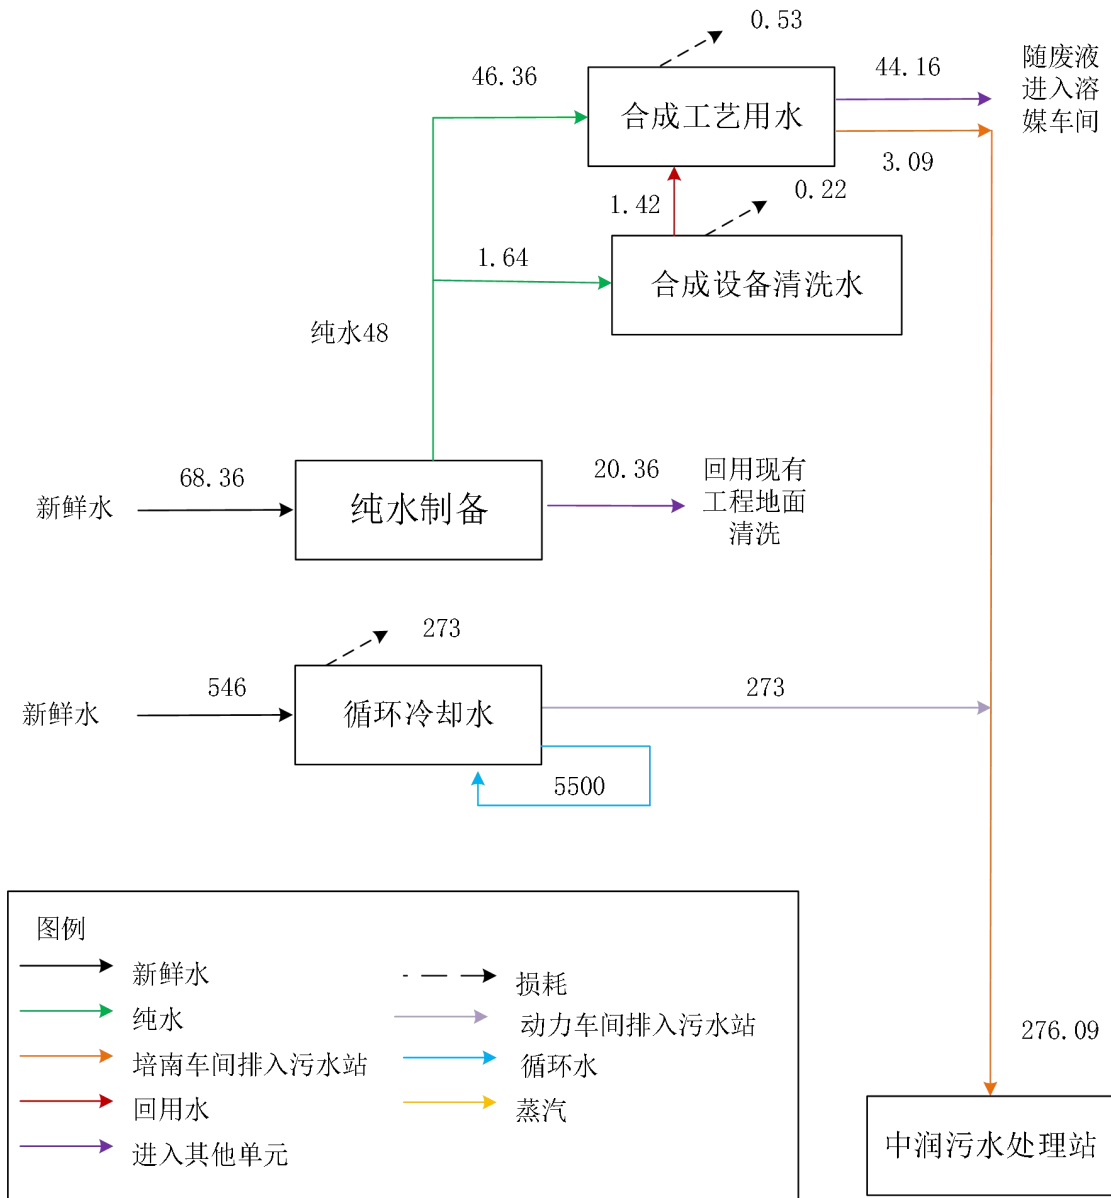 0.53
46.36
合成工艺用水
44.16
随废液
进入溶
媒车间
3.09
1.42
0.22
1.64
合成设备清洗水
纯水48
新鲜水
68.36
纯水制备
20.36
回用现有
工程地面
清洗
273
新鲜水
546
循环冷却水
273
5500
图例
新鲜水
损耗
纯水
动力车间排入污水站
培南车间排入污水站
循环水
回用水
蒸汽
进入其他单元
276.09
中润污水处理站